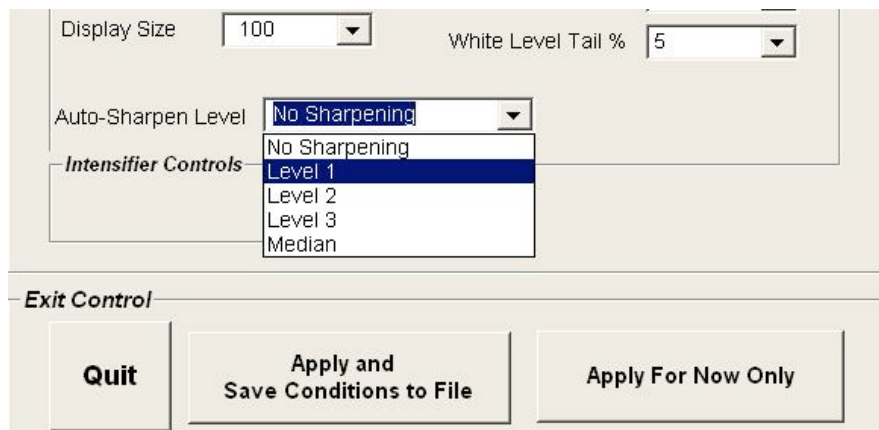 Display Size 100
White Level Tail % 5
Auto-Sharpen Level No Sharpening
No Sharpening
Intensifier Controls
Level 1
Level 2
Level 3
Median
Exit Control
Quit
Apply and
Save Conditions to File
Apply For Now Only